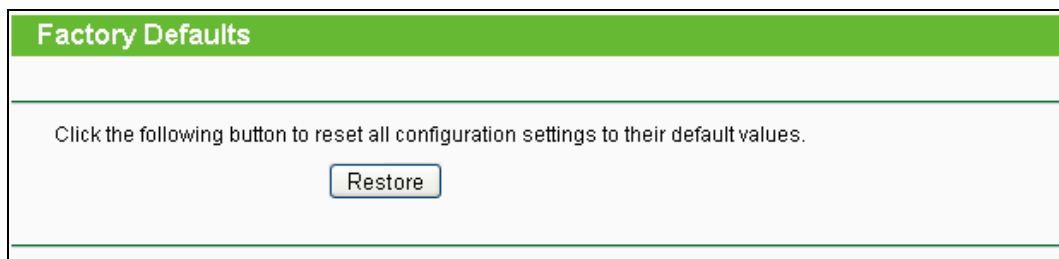 Factory Defaults
Click the following button to reset all configuration settings to their default values.
Restore